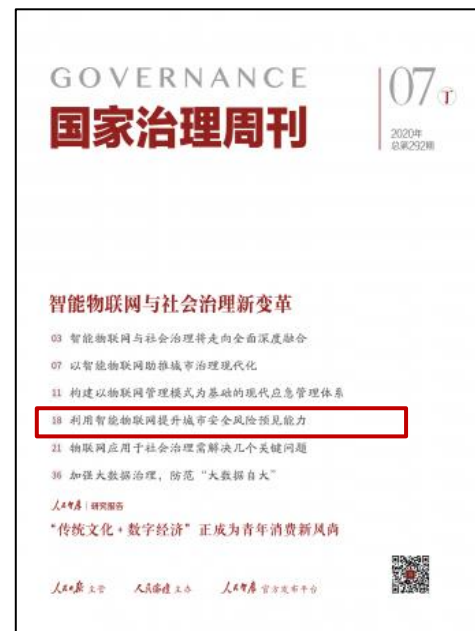 GOVERNANCE
国家治理周刊
07 下
2020年
总第292期
智能物联网与社会治理新变革
03 智能物联网与社会治理将走向全面深度融合
07 以智能物联网助推城市治理现代化
11 构建以物联网管理模式为基础的现代应急管理体系
18 利用智能物联网提升城市安全风险预见能力
21 物联网应用于社会治理需解决几个关键问题
36 加强大数据治理，防范“大数据自大”
人民智库 | 研究报告
“传统文化+数字经济”正成为青年消费新风尚
人民日报 主管 人民论坛 主办 人民智库 官方发布平台